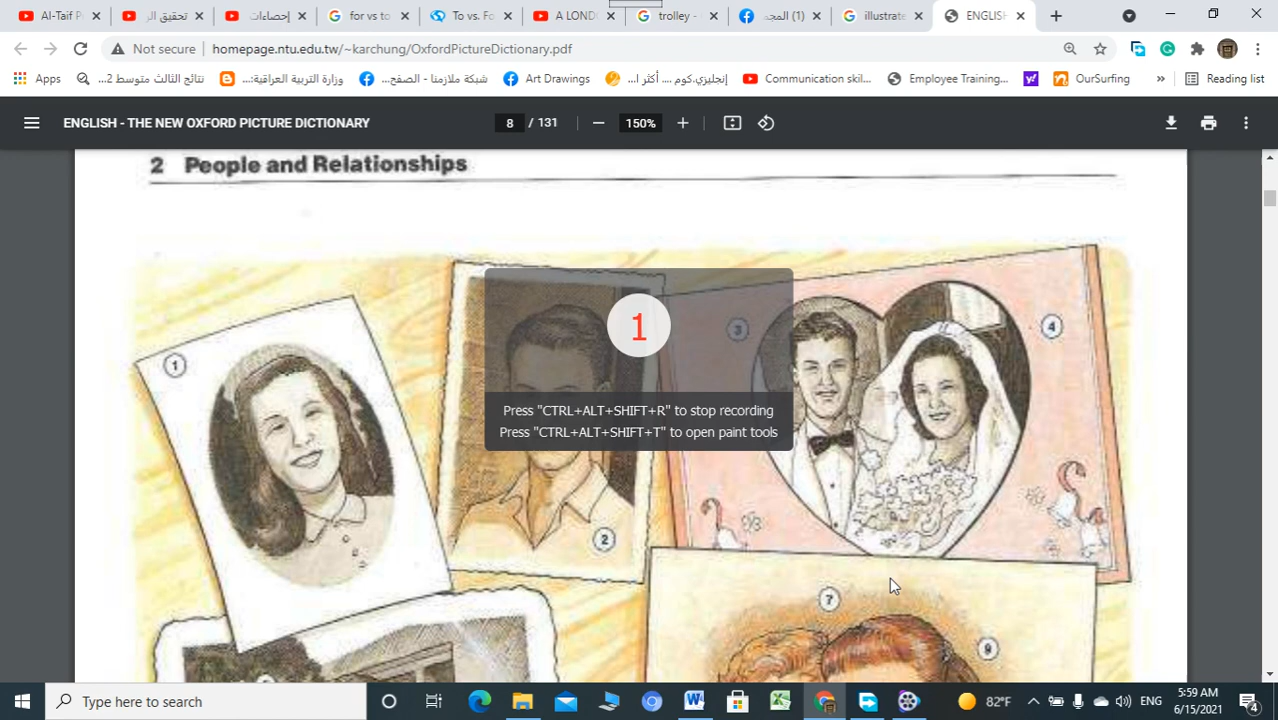 Al-Taif P
تحقيق الر
إحصاءات
for vs to
To vs. Fo
A LOND
trolley -
(1) المجد
illustrate
ENGLISH
Not secure homepage.ntu.edu.tw/~karchung/OxfordPictureDictionary.pdf
Apps
نتائج الثالث متوسط 2...
وزارة التربية العراقية:...
شبكة ملازمنا - الصفح...
Art Drawings
إنجليزي.كوم .... أكثر ا...
Communication skil...
Employee Training...
OurSurfing
»
Reading list
ENGLISH - THE NEW OXFORD PICTURE DICTIONARY
8 / 131
150%
2 People and Relationships
1
2
3
4
7
9
1
Press "CTRL+ALT+SHIFT+R" to stop recording
Press "CTRL+ALT+SHIFT+T" to open paint tools
Type here to search
82°F
ENG
5:59 AM
6/15/2021
4